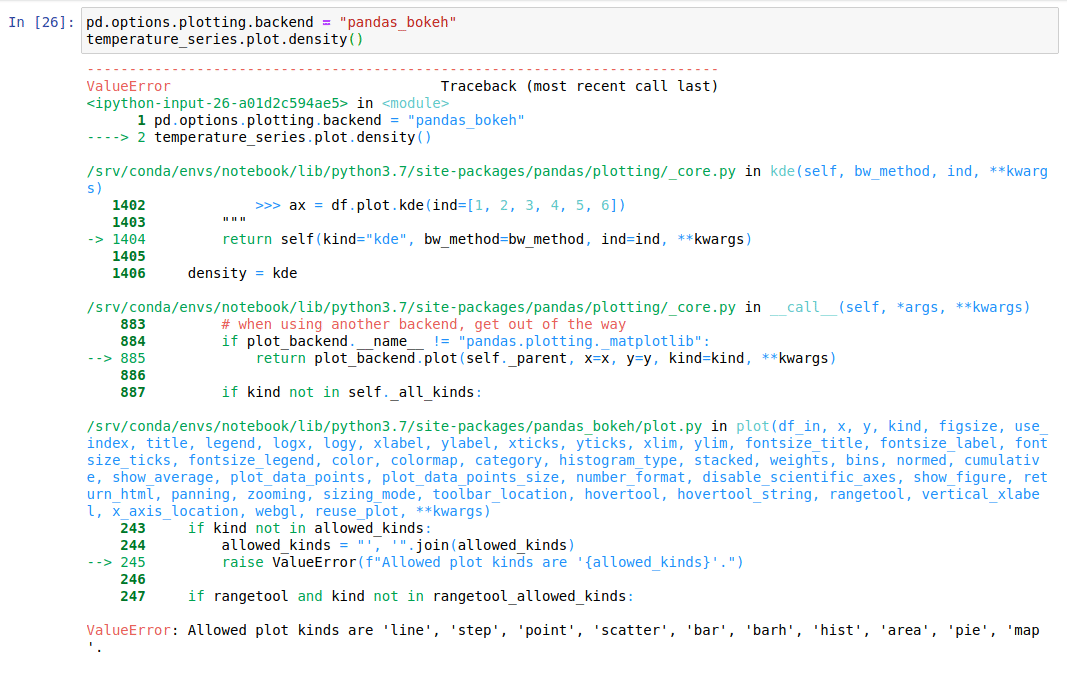 In [26]: pd.options.plotting.backend = "pandas_bokeh"
temperature_series.plot.density()
---------------------------------------------------------------------------
ValueError                                Traceback (most recent call last)
<ipython-input-26-a01d2c594ae5> in <module>
      1 pd.options.plotting.backend = "pandas_bokeh"
----> 2 temperature_series.plot.density()
/srv/conda/envs/notebook/lib/python3.7/site-packages/pandas/plotting/_core.py in kde(self, bw_method, ind, **kwarg
s)
   1402             >>> ax = df.plot.kde(ind=[1, 2, 3, 4, 5, 6])
   1403         """
-> 1404         return self(kind="kde", bw_method=bw_method, ind=ind, **kwargs)
   1405
   1406     density = kde
/srv/conda/envs/notebook/lib/python3.7/site-packages/pandas/plotting/_core.py in __call__(self, *args, **kwargs)
    883         # when using another backend, get out of the way
    884         if plot_backend.__name__ != "pandas.plotting._matplotlib":
--> 885             return plot_backend.plot(self._parent, x=x, y=y, kind=kind, **kwargs)
    886
    887         if kind not in self._all_kinds:
/srv/conda/envs/notebook/lib/python3.7/site-packages/pandas_bokeh/plot.py in plot(df_in, x, y, kind, figsize, use_
index, title, legend, logx, logy, xlabel, ylabel, xticks, yticks, xlim, ylim, fontsize_title, fontsize_label, font
size_ticks, fontsize_legend, color, colormap, category, histogram_type, stacked, weights, bins, normed, cumulativ
e, show_average, plot_data_points, plot_data_points_size, number_format, disable_scientific_axes, show_figure, ret
urn_html, panning, zooming, sizing_mode, toolbar_location, hovertool, hovertool_string, rangetool, vertical_xlabe
l, x_axis_location, webgl, reuse_plot, **kwargs)
    243     if kind not in allowed_kinds:
    244         allowed_kinds = "', '".join(allowed_kinds)
--> 245         raise ValueError(f"Allowed plot kinds are '{allowed_kinds}'.")
    246
    247     if rangetool and kind not in rangetool_allowed_kinds:
ValueError: Allowed plot kinds are 'line', 'step', 'point', 'scatter', 'bar', 'barh', 'hist', 'area', 'pie', 'map
'.